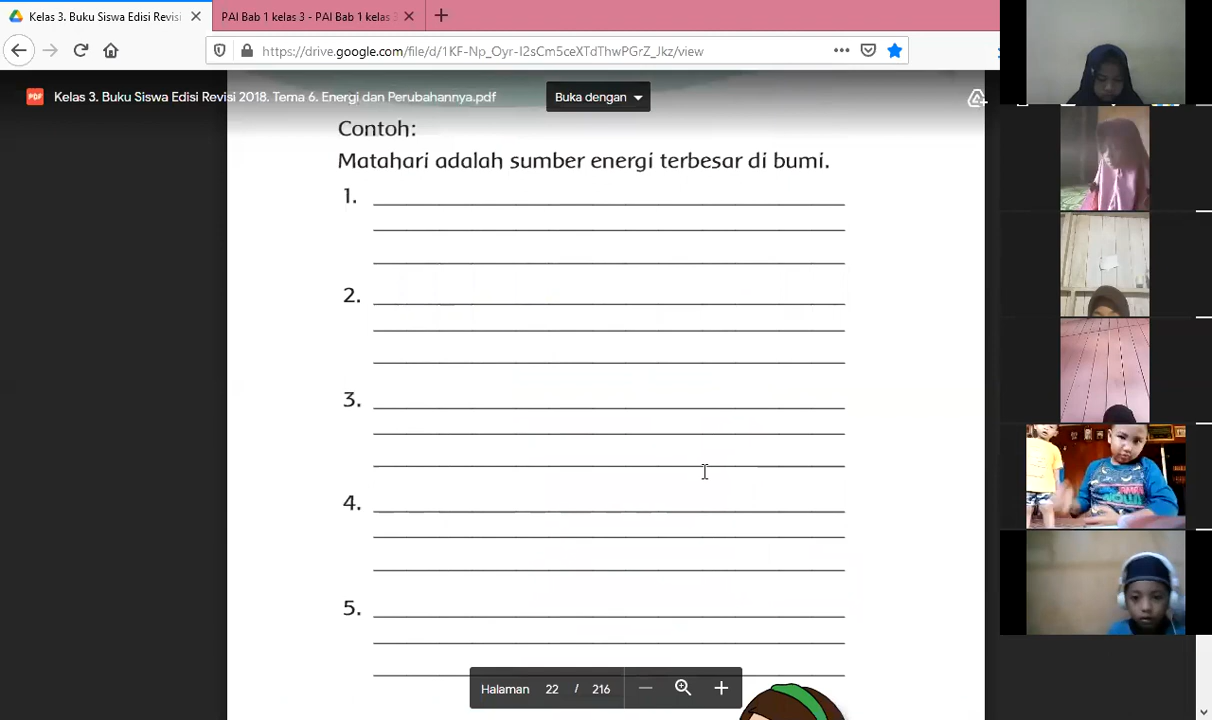 Kelas 3. Buku Siswa Edisi Revisi
PAI Bab 1 kelas 3 - PAI Bab 1 kelas 3
https://drive.google.com/file/d/1KF-Np_Oyr-I2sCm5ceXTdThwPGrZ_Jkz/view
PDF Kelas 3. Buku Siswa Edisi Revisi 2018. Tema 6. Energi dan Perubahannya.pdf
Buka dengan
Contoh:
Matahari adalah sumber energi terbesar di bumi.
1.
2.
3.
4.
5.
Halaman 22 / 216